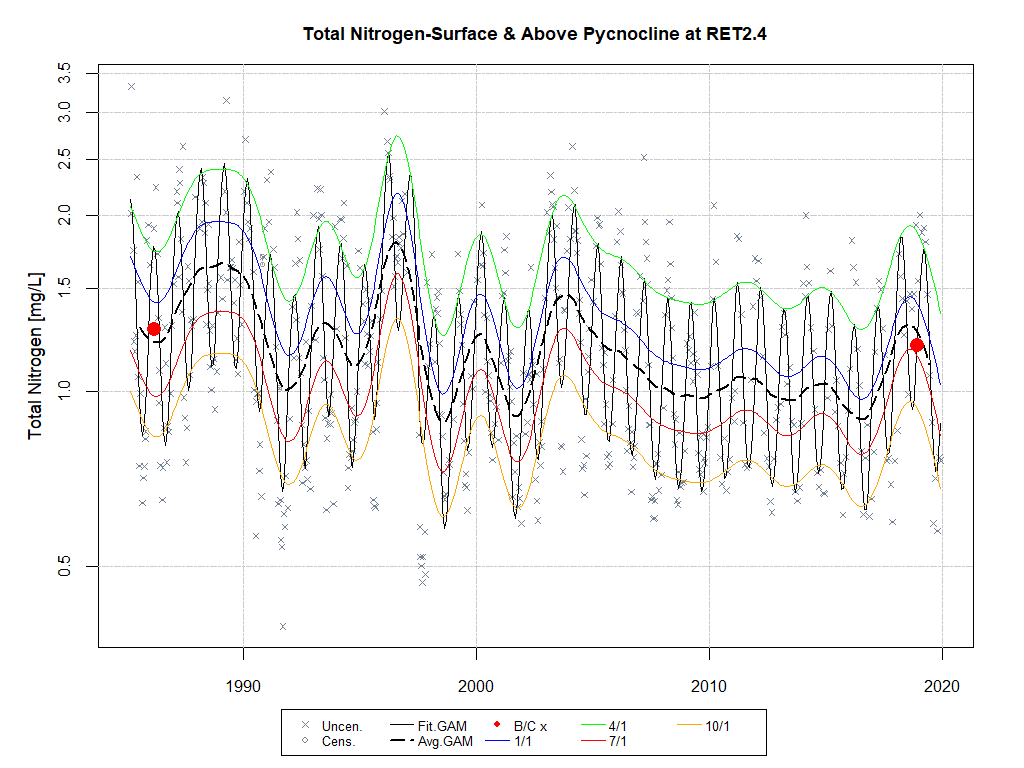 Total Nitrogen-Surface & Above Pycnocline at RET2.4
Total Nitrogen [mg/L]
3.5
3.0
2.5
2.0
1.5
1.0
0.5
1990 2000 2010 2020
Uncen. Fit.GAM B/C x 4/1 10/1
Cens. Avg.GAM 1/1 7/1